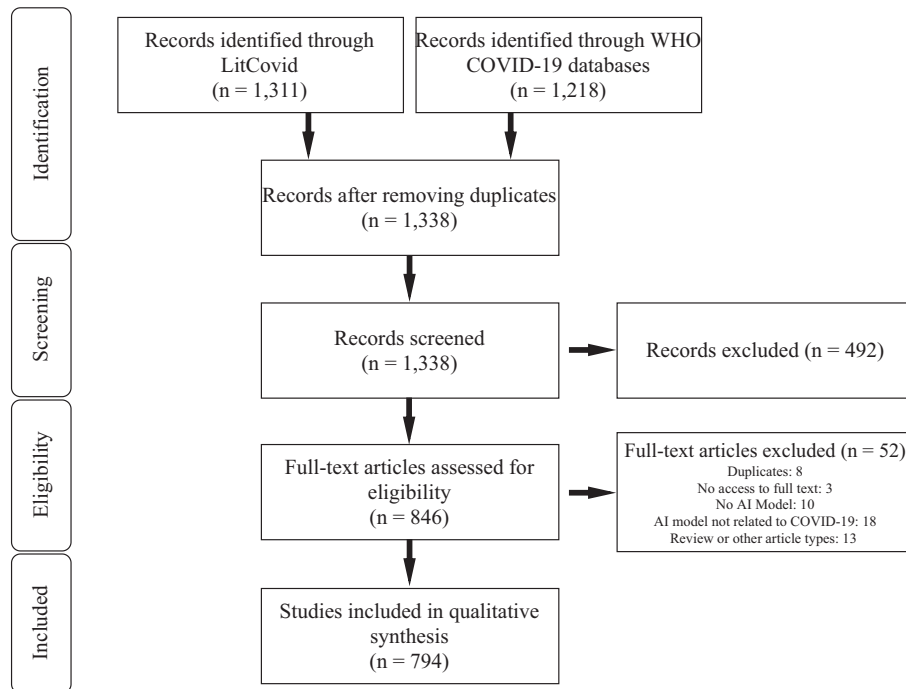 Identification
Records identified through
LitCovid
(n = 1,311)
Records identified through WHO
COVID-19 databases
(n = 1,218)
Records after removing duplicates
(n = 1,338)
Screening
Records screened
(n = 1,338)
Records excluded (n = 492)
Eligibility
Full-text articles assessed for
eligibility
(n = 846)
Full-text articles excluded (n = 52)
Duplicates: 8
No access to full text: 3
No AI Model: 10
AI model not related to COVID-19: 18
Review or other article types: 13
Included
Studies included in qualitative
synthesis
(n = 794)